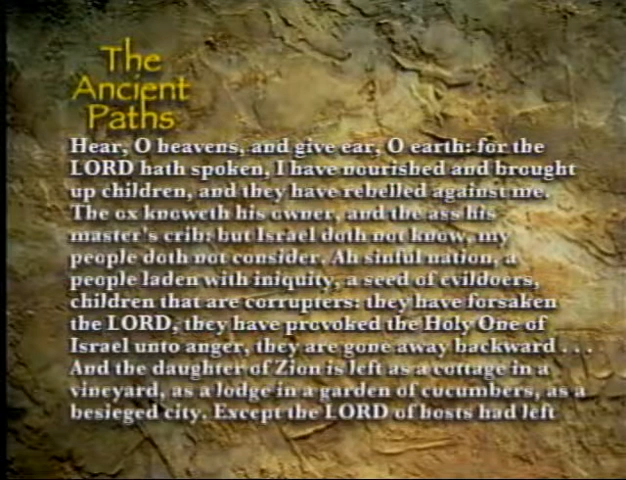 The
Ancient
Paths
Hear, O heavens, and give ear, O earth: for the
LORD hath spoken, I have nourished and brought
up children, and they have rebelled against me.
The ox knoweth his owner, and the ass his
master's crib: but Israel doth not know, my
people doth not consider. Ah sinful nation, a
people laden with iniquity, a seed of evildoers,
children that are corrupters: they have forsaken
the LORD, they have provoked the Holy One of
Israel unto anger, they are gone away backward . . .
And the daughter of Zion is left as a cottage in a
vineyard, as a lodge in a garden of cucumbers, as a
besieged city. Except the LORD of hosts had left